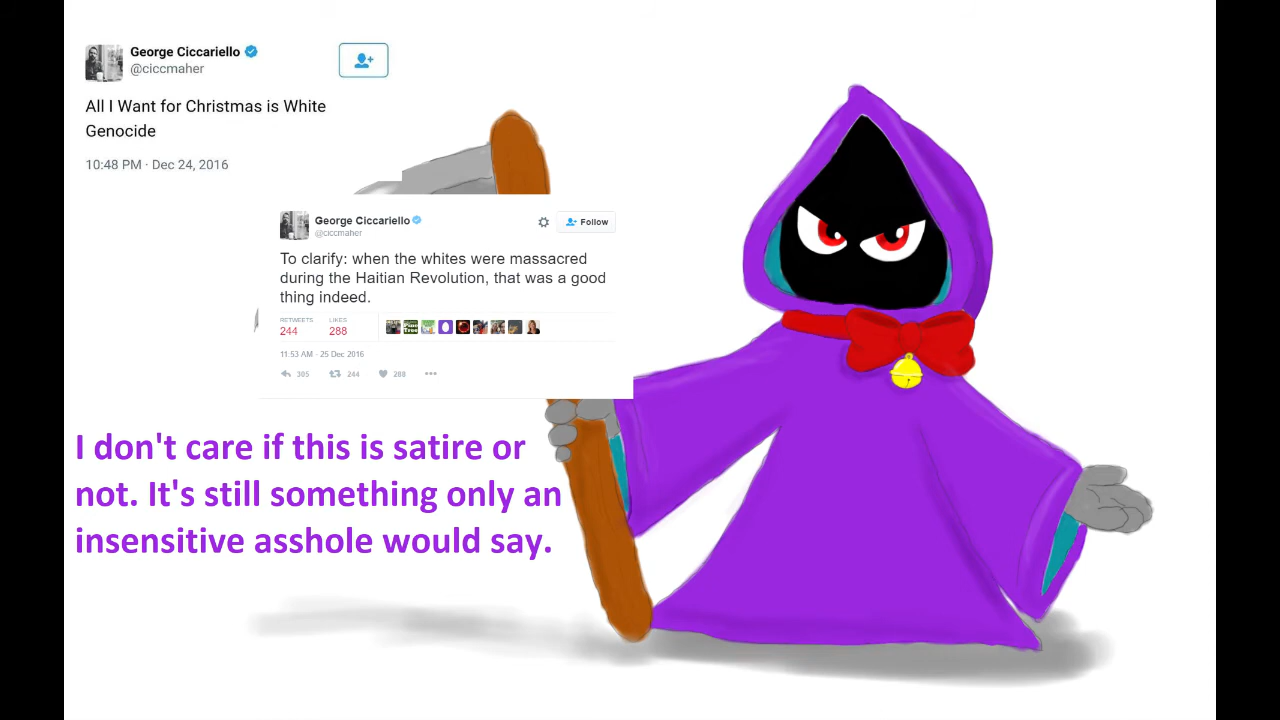 George Ciccariello
@ciccmaher
All I Want for Christmas is White
Genocide
10:48 PM · Dec 24, 2016
George Ciccariello
@ciccmaher
Follow
To clarify: when the whites were massacred
during the Haitian Revolution, that was a good
thing indeed.
RETWEETS LIKES
244 288
11:53 AM - 25 Dec 2016
305 244 288
I don't care if this is satire or
not. It's still something only an
insensitive asshole would say.